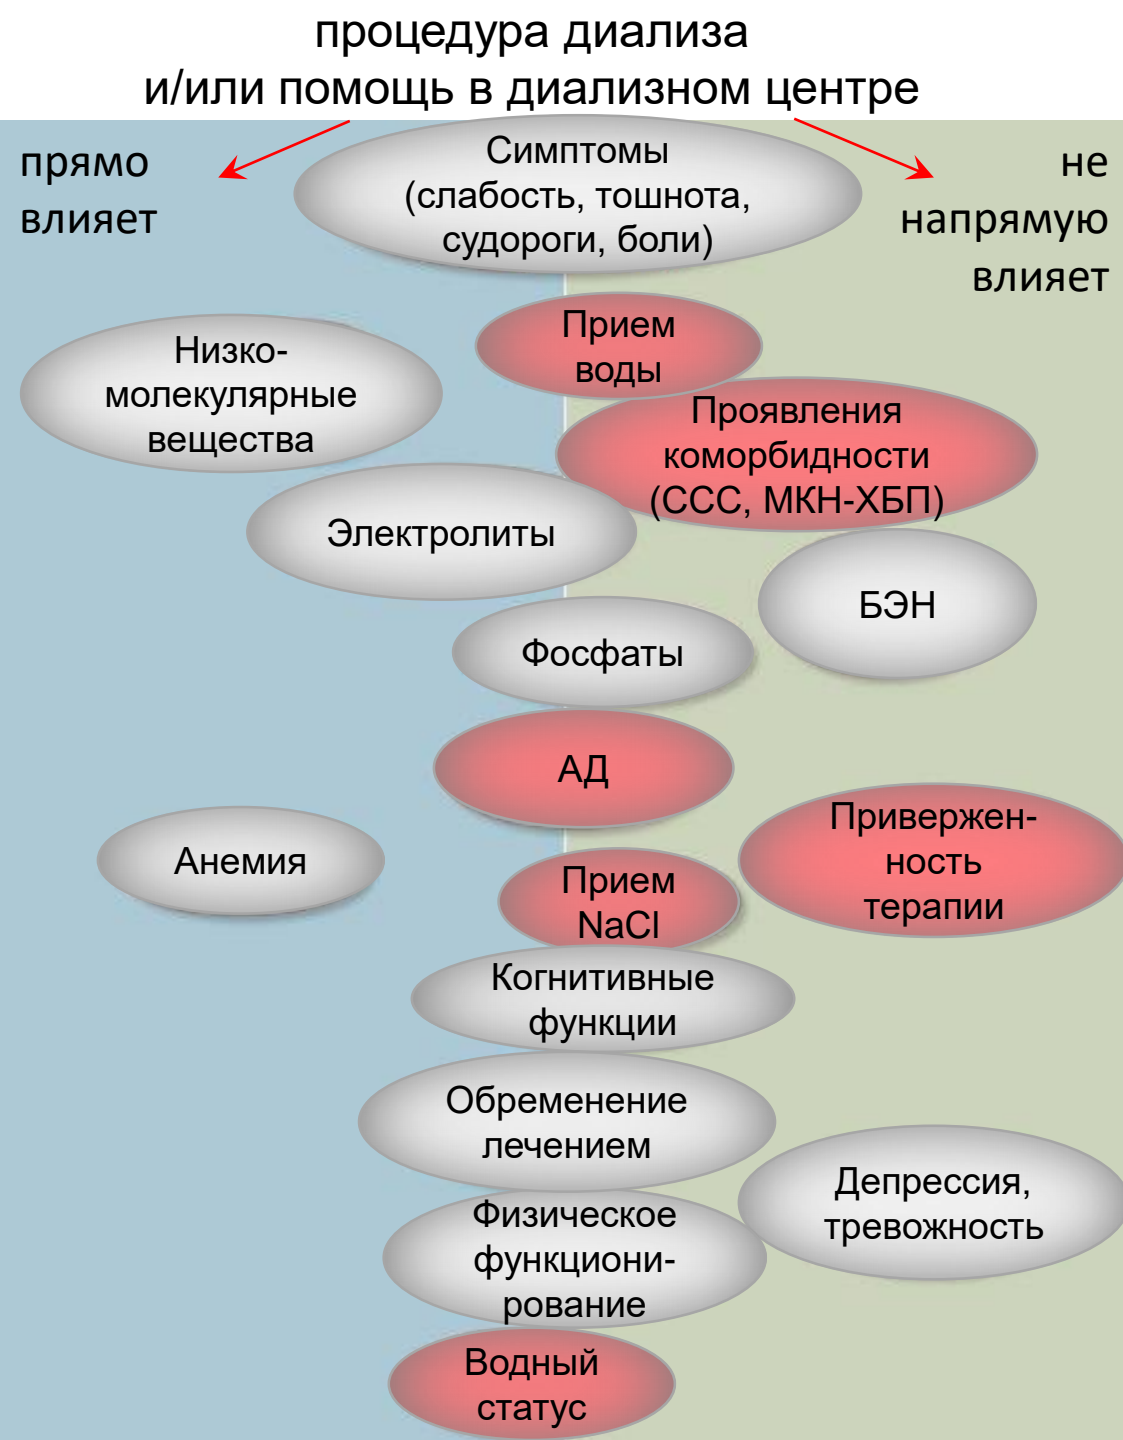 процедура диализа
и/или помощь в диализном центре
прямо
влияет
не
напрямую
влияет
Симптомы
(слабость, тошнота,
судороги, боли)
Прием
воды
Низко-
молекулярные
вещества
Проявления
коморбидности
(ССС, МКН-ХБП)
Электролиты
БЭН
Фосфаты
АД
Анемия
Привержен-
ность
терапии
Прием
NaCl
Когнитивные
функции
Обременение
лечением
Депрессия,
тревожность
Физическое
функциони-
рование
Водный
статус